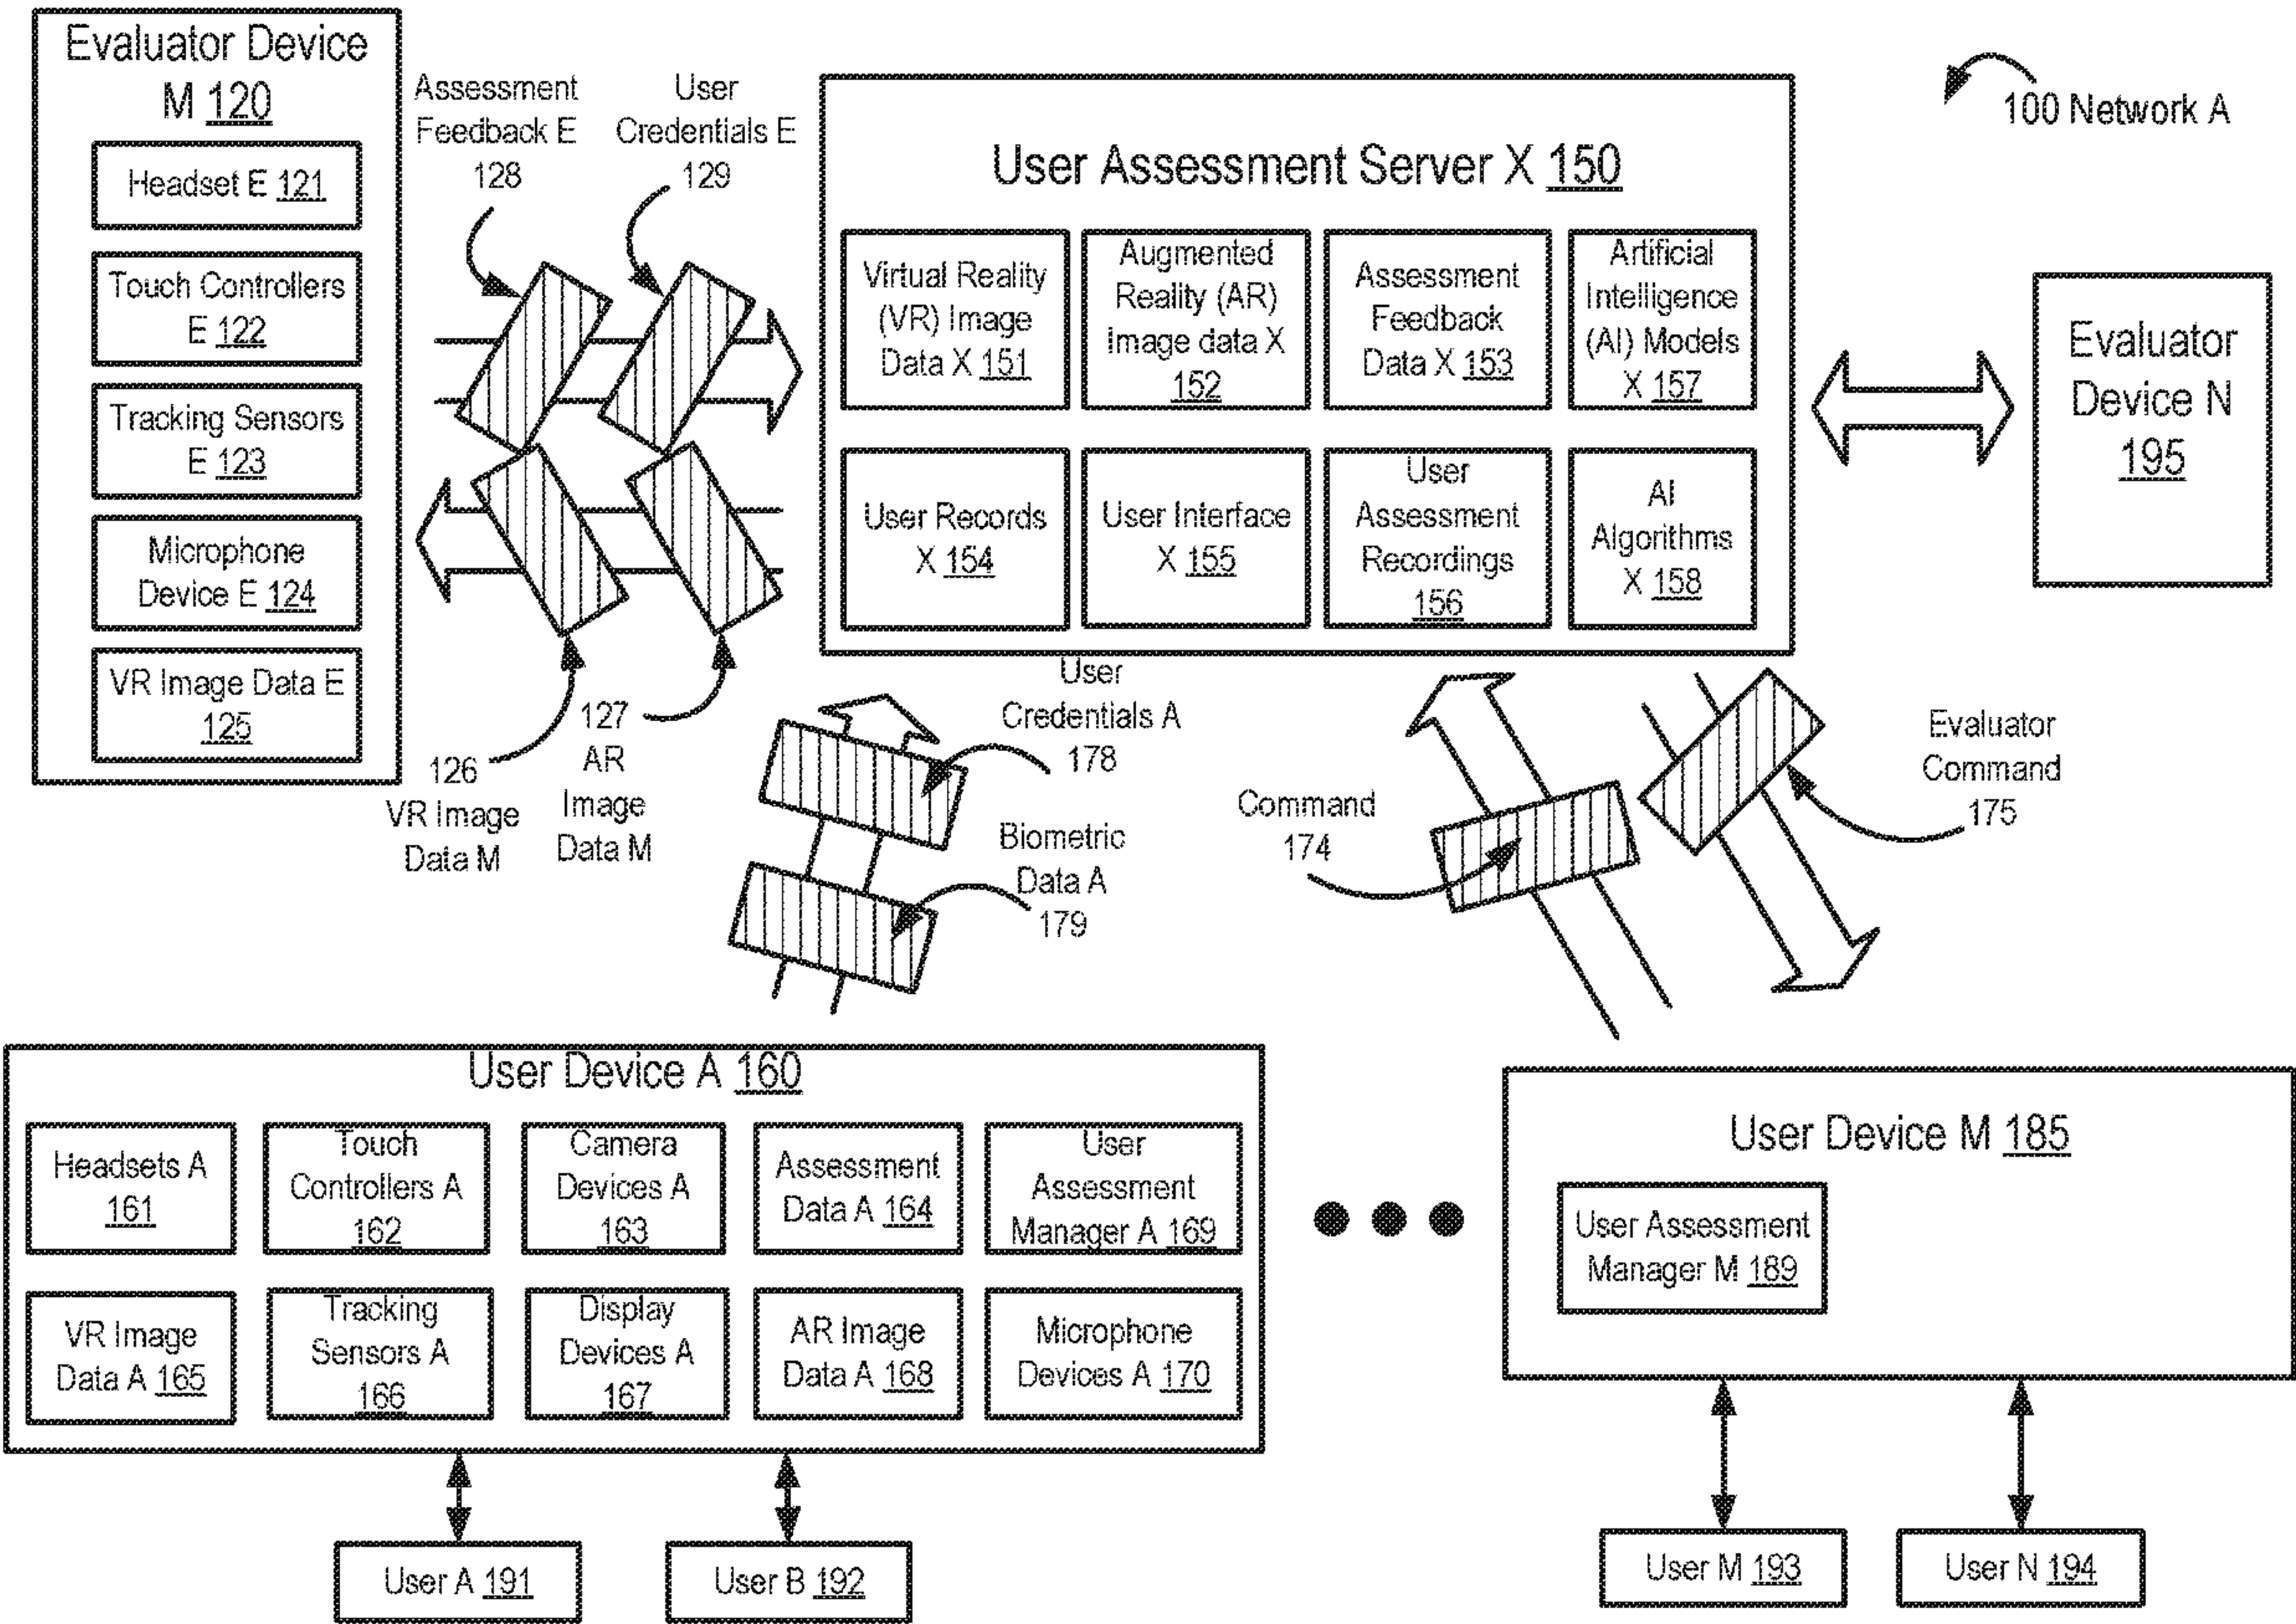 Evaluator Device
M 120
Headset E 121
Touch Controllers
E 122
Tracking Sensors
E 123
Microphone
Device E 124
VR Image Data E
125
Assessment
Feedback E
128
User
Credentials E
129
126
VR Image
Data M
127
AR
Image
Data M
User Assessment Server X 150
Virtual Reality
(VR) Image
Data X 151
Augmented
Reality (AR)
Image data X
152
Assessment
Feedback
Data X 153
Artificial
Intelligence
(AI) Models
X 157
User Records
X 154
User Interface
X 155
User
Assessment
Recordings
156
AI
Algorithms
X 158
100 Network A
Evaluator
Device N
195
User
Credentials A
178
Biometric
Data A
179
Command
174
Evaluator
Command
175
User Device A 160
Headsets A
161
Touch
Controllers A
162
Camera
Devices A
163
Assessment
Data A 164
User
Assessment
Manager A 169
VR Image
Data A 165
Tracking
Sensors A
166
Display
Devices A
167
AR Image
Data A 168
Microphone
Devices A 170
User Device M 185
User Assessment
Manager M 189
User A 191
User B 192
User M 193
User N 194